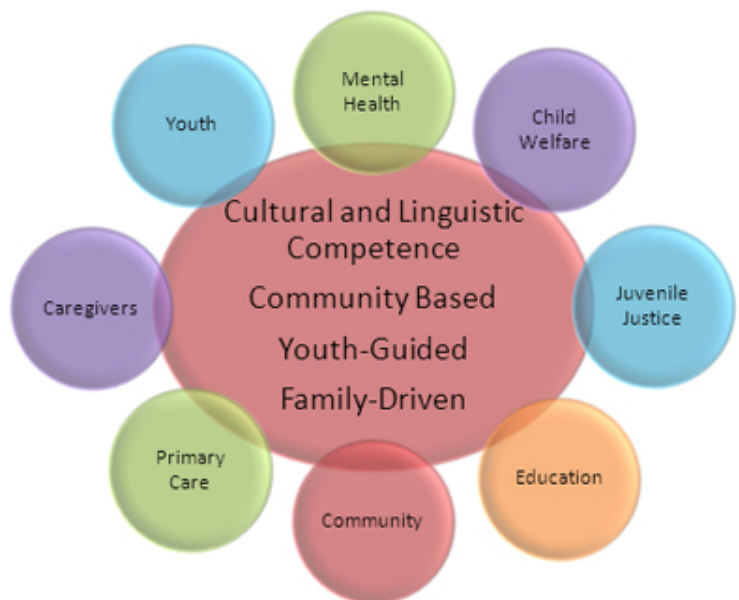 Mental
Health
Youth
Child
Welfare
Cultural and Linguistic
Competence
Community Based
Youth-Guided
Family-Driven
Caregivers
Juvenile
Justice
Primary
Care
Education
Community